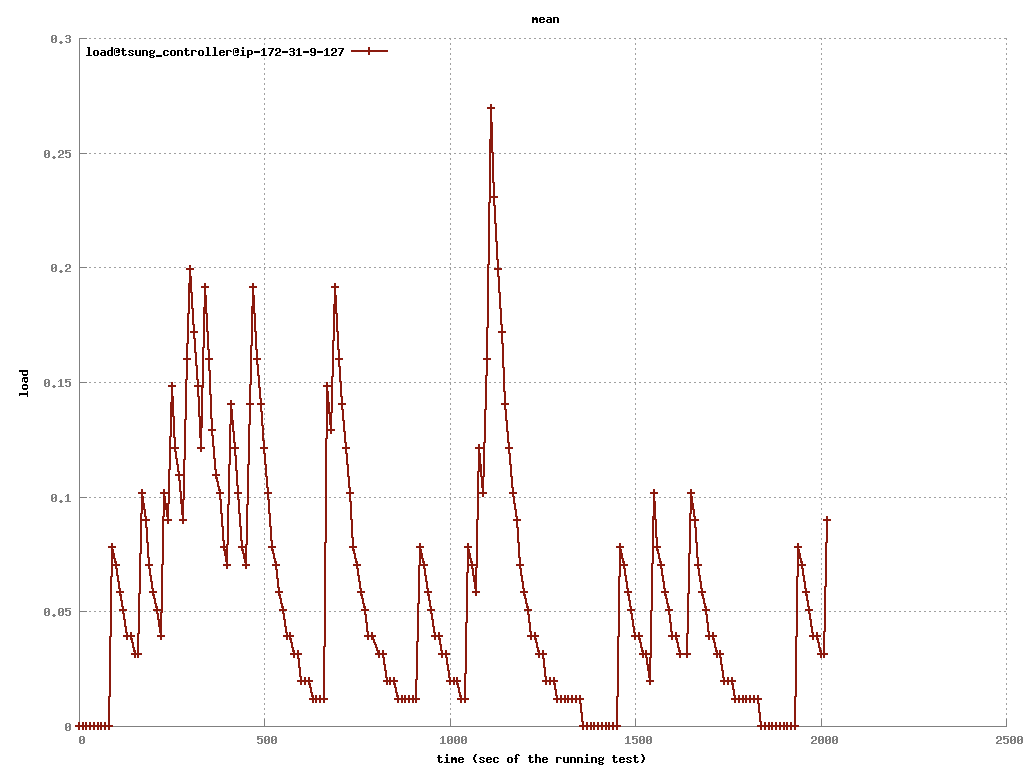 mean
load@tsung_controller@ip-172-31-9-127
0.3
0.25
0.2
0.15
0.1
0.05
0
load
0 500 1000 1500 2000 2500
time (sec of the running test)